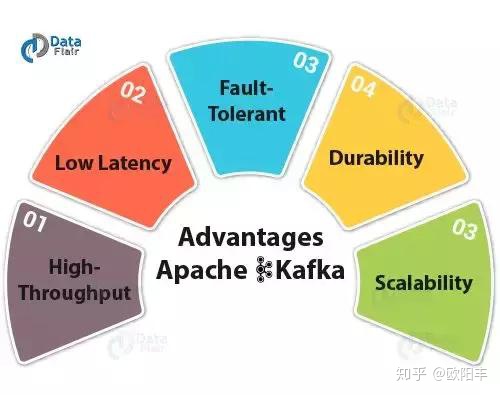 Data
Flair
01
High-
Throughput
02
Low Latency
03
Fault-
Tolerant
04
Durability
03
Scalability
Advantages
Apache Kafka
Data
Flair
Data
Flair
知乎 @欧阳丰